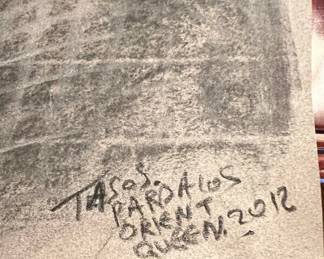 TASOS.
PARDALOS
ORIENT
QUEEN. 2012